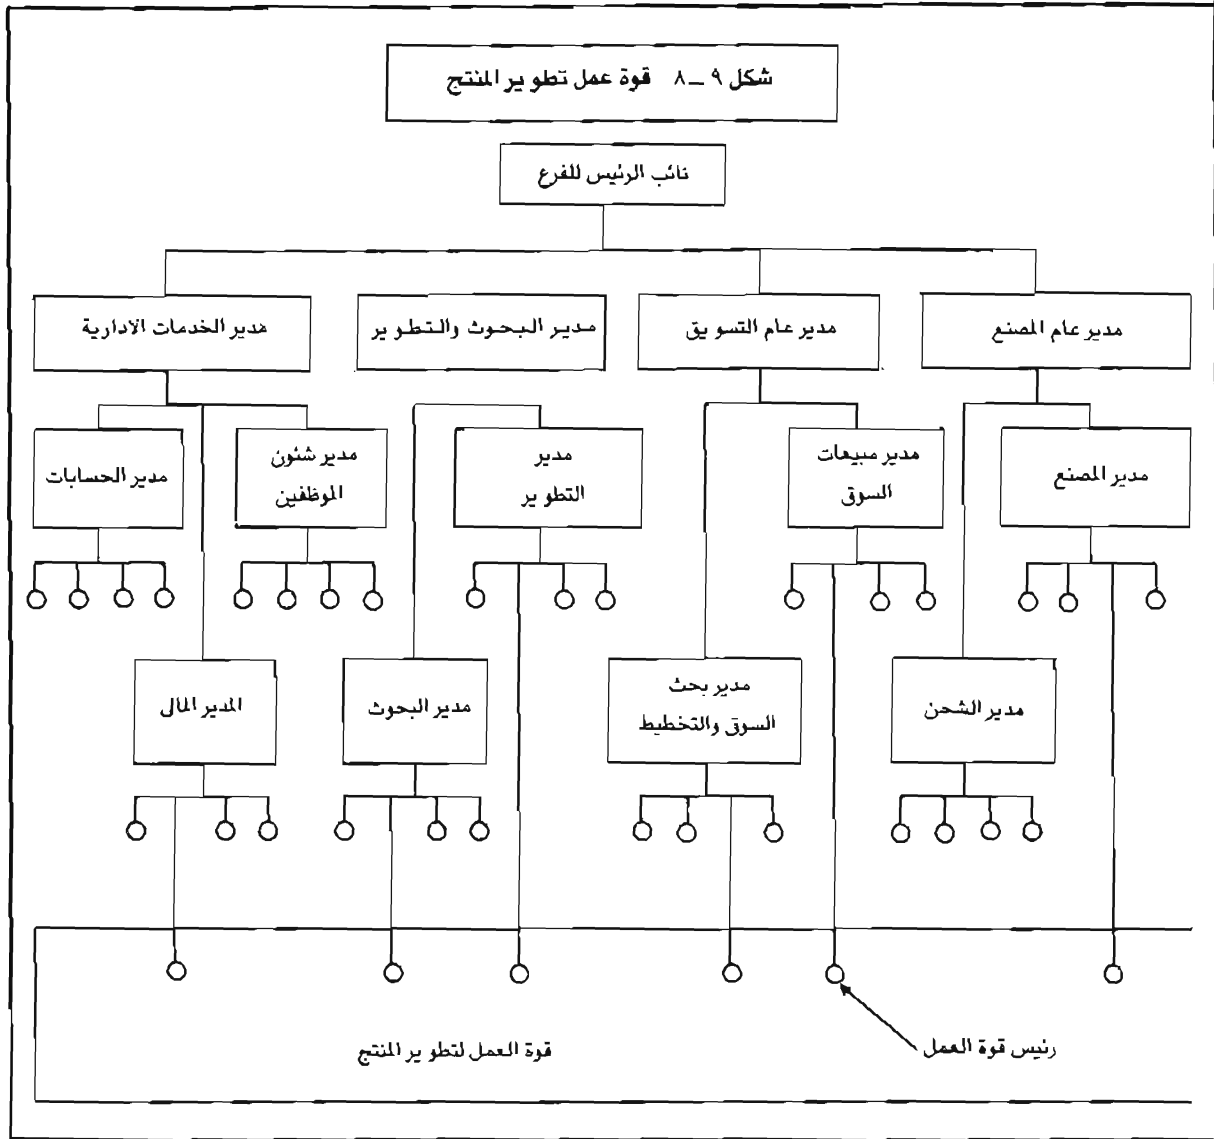 شكل ٩ – ٨ قوة عمل تطوير المنتج
نائب الرئيس للفرع
مدير عام المصنع
مدير عام التسويق
مدير البحوث والتطوير
مدير الخدمات الادارية
مدير المصنع
مدير مبيعات
السوق
مدير
التطوير
مدير شئون
الموظفين
مدير الحسابات
مدير الشحن
مدير بحث
السوق والتخطيط
مدير البحوث
المدير المالى
رئيس قوة العمل
قوة العمل لتطوير المنتج